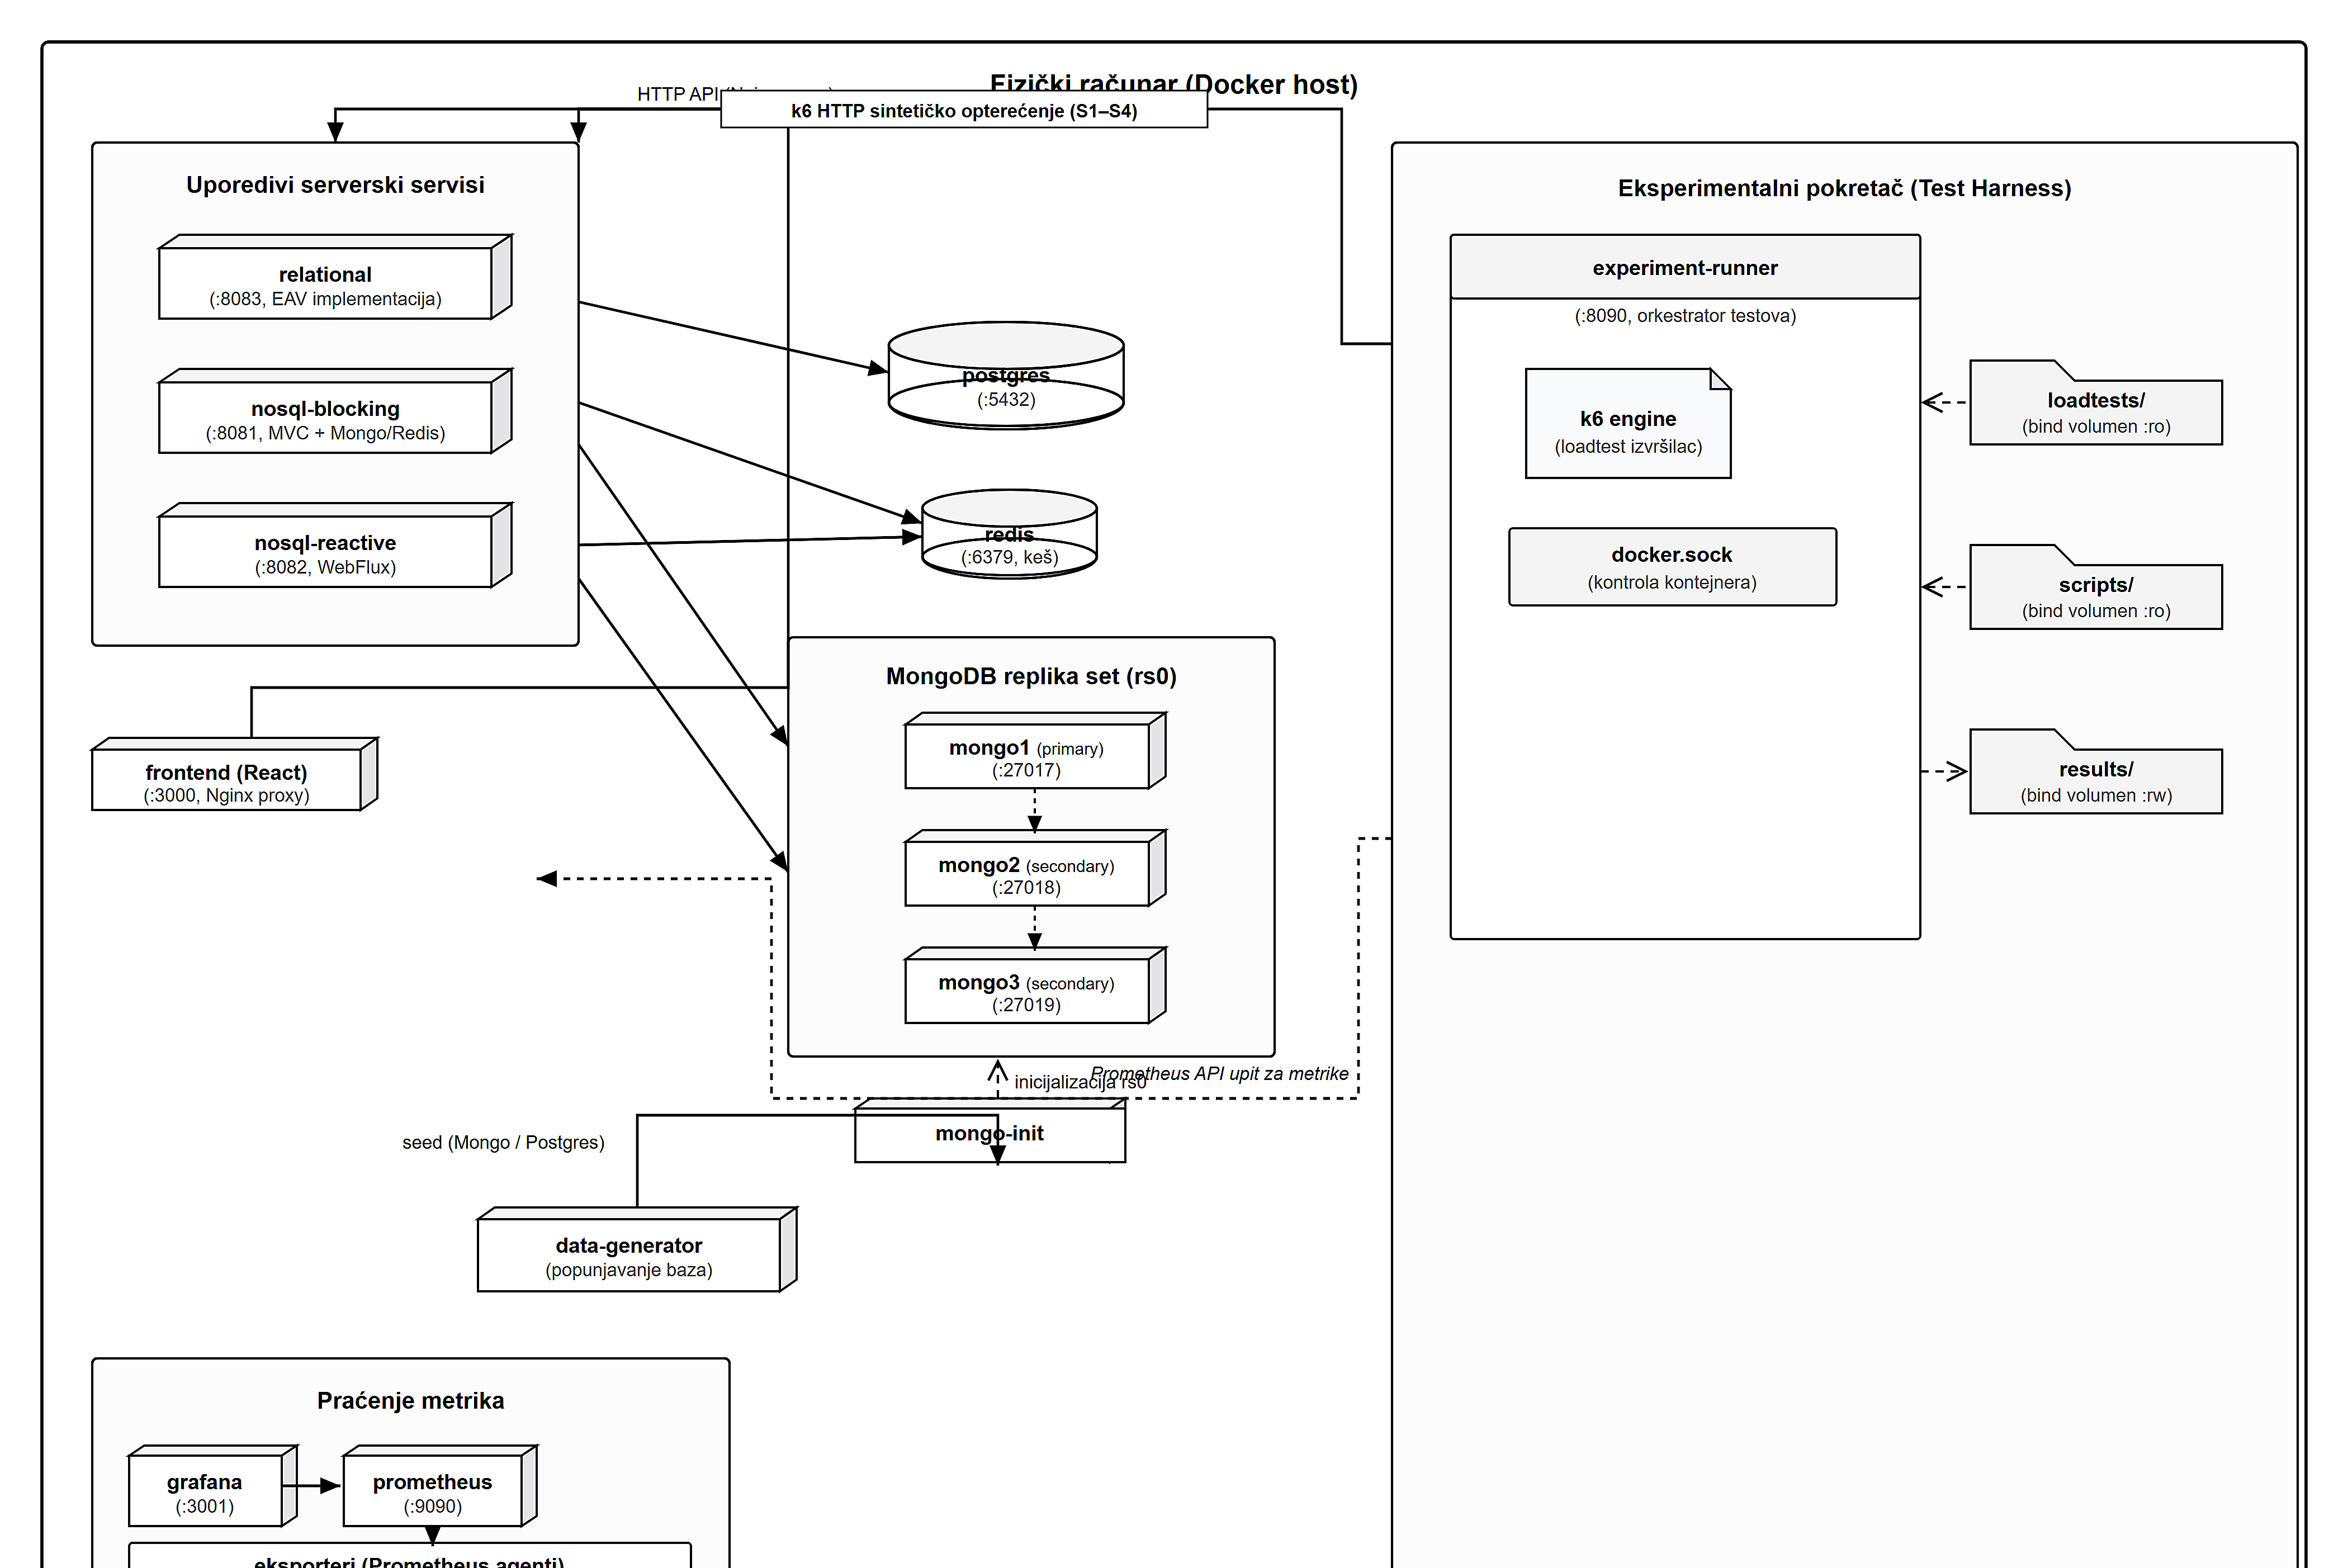 Fizički računar (Docker host)
HTTP API
k6 HTTP sintetičko opterećenje (S1–S4)
Uporedivi serverski servisi
relational
(:8083, EAV implementacija)
nosql-blocking
(:8081, MVC + Mongo/Redis)
nosql-reactive
(:8082, WebFlux)
frontend (React)
(:3000, Nginx proxy)
postgres
(:5432)
redis
(:6379, keš)
MongoDB replika set (rs0)
mongo1 (primary)
(:27017)
mongo2 (secondary)
(:27018)
mongo3 (secondary)
(:27019)
inicijalizacija rs0
Prometheus API upit za metrike
mongo-init
seed (Mongo / Postgres)
data-generator
(popunjavanje baza)
Eksperimentalni pokretač (Test Harness)
experiment-runner
(:8090, orkestrator testova)
k6 engine
(loadtest izvršilac)
docker.sock
(kontrola kontejnera)
loadtests/
(bind volumen :ro)
scripts/
(bind volumen :ro)
results/
(bind volumen :rw)
Praćenje metrika
grafana
(:3001)
prometheus
(:9090)
eksporteri (Prometheus agenti)